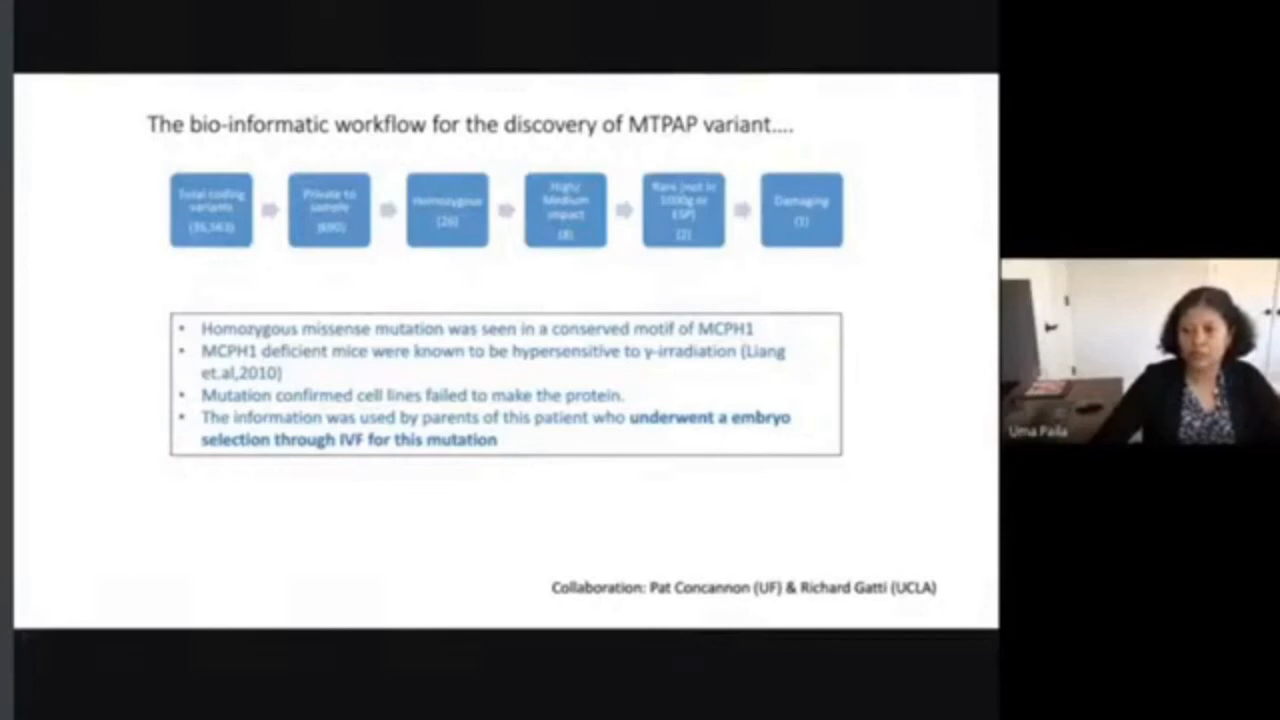 The bio-informatic workflow for the discovery of MTPAP variant....
Total coding
variants
Private to
sample
(690)
Homozygous
(26)
High/
Medium
impact
(8)
Rare (not in
1000g or
ESP)
(2)
Damaging
(1)
• Homozygous missense mutation was seen in a conserved motif of MCPH1
• MCPH1 deficient mice were known to be hypersensitive to γ-irradiation (Liang
et.al,2010)
• Mutation confirmed cell lines failed to make the protein.
• The information was used by parents of this patient who underwent a embryo
selection through IVF for this mutation
Uma Paila
Collaboration: Pat Concannon (UF) & Richard Gatti (UCLA)